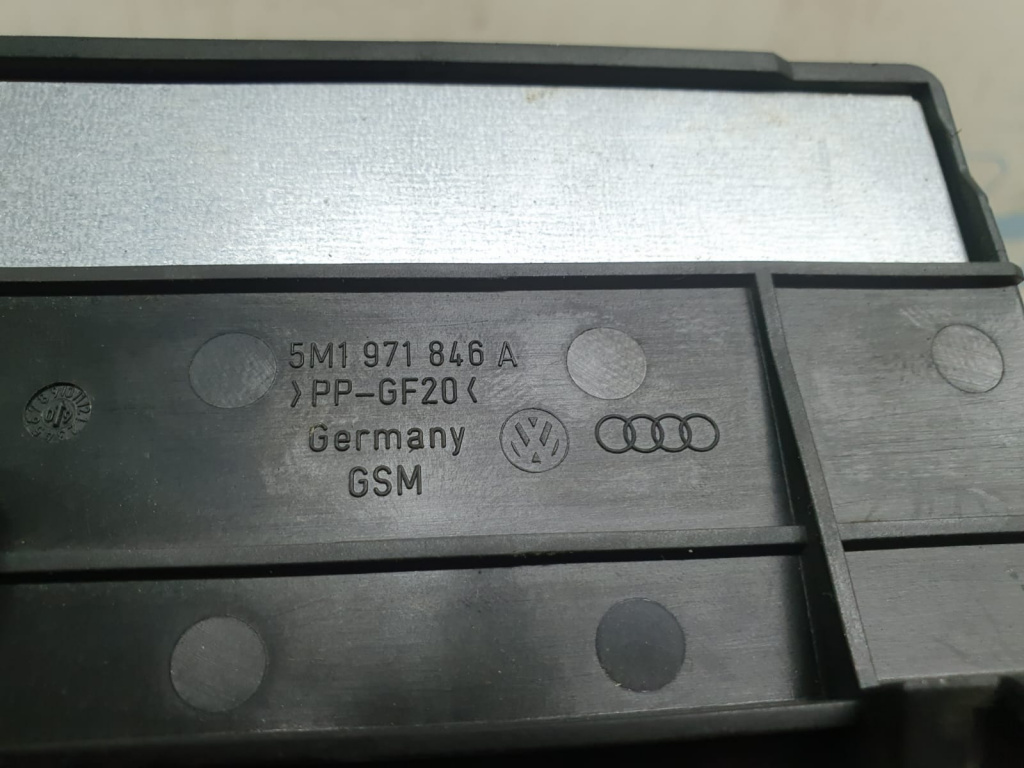 5M1 971 846 A
>PP-GF20<
Germany
GSM